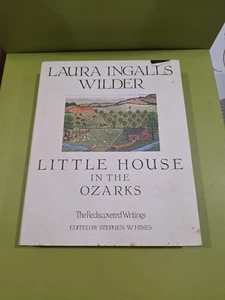 LAURA INGALLS
WILDER
LITTLE HOUSE
IN THE
OZARKS
The Rediscovered Writings
EDITED BY STEPHEN W. HINES